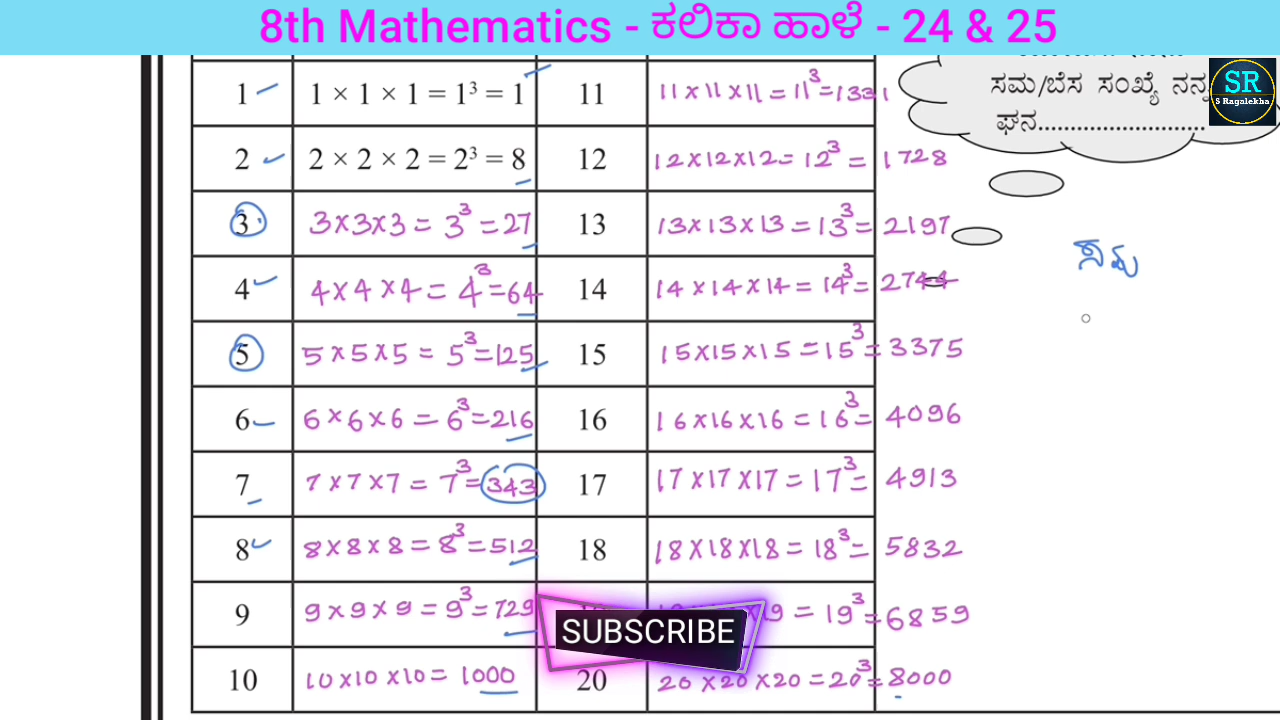 8th Mathematics - ಕಲಿಕಾ ಹಾಳೆ - 24 & 25
SR
S Ragalekha
ಸಮ/ಬೆಸ ಸಂಖ್ಯೆ ನನ್ನ
ಘನ.........................
1 1 × 1 × 1 = 1³ = 1 11 11×11×11=11³=1331
2 2 × 2 × 2 = 2³ = 8 12 12×12×12=12³= 1728
3 3×3×3 = 3³=27 13 13×13×13=13³= 2197
4 4×4×4 = 4³=64 14 14×14×14=14³= 2744
5 5×5×5 = 5³=125 15 15×15×15=15³=3375
6 6×6×6 = 6³=216 16 16×16×16=16³= 4096
7 7×7×7 = 7³=343 17 17×17×17=17³= 4913
8 8×8×8=8³=512 18 18×18×18=18³= 5832
9 9×9×9=9³=729 ×9=19³=6859
10 10×10×10= 1000 20 20×20×20=20³=8000
ಸಮ
SUBSCRIBE